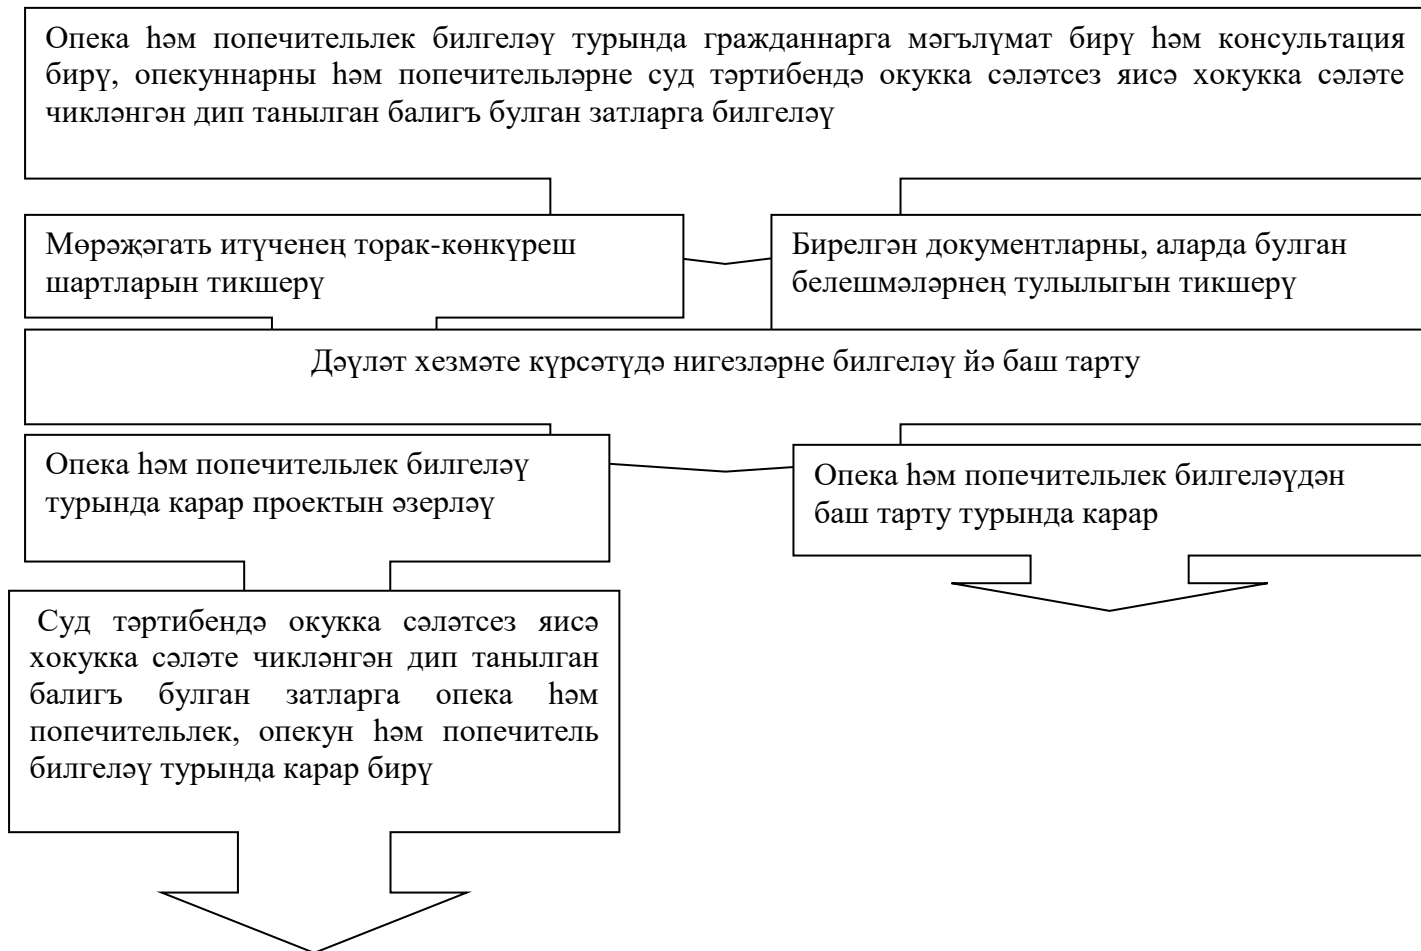 Опека һәм попечительлек билгеләү турында гражданнарга мәгълүмат бирү һәм консультация
бирү, опекуннарны һәм попечительләрне суд тәртибендә окукка сәләтсез яисә хокукка сәләте
чикләнгән дип танылган балигъ булган затларга билгеләү
Мөрәҗәгать итүченең торак-көнкүреш
шартларын тикшерү
Бирелгән документларны, аларда булган
белешмәләрнең тулылыгын тикшерү
Дәүләт хезмәте күрсәтүдә нигезләрне билгеләү йә баш тарту
Опека һәм попечительлек билгеләү
турында карар проектын әзерләү
Опека һәм попечительлек билгеләүдән
баш тарту турында карар
Суд тәртибендә окукка сәләтсез яисә
хокукка сәләте чикләнгән дип танылган
балигъ булган затларга опека һәм
попечительлек, опекун һәм попечитель
билгеләү турында карар бирү